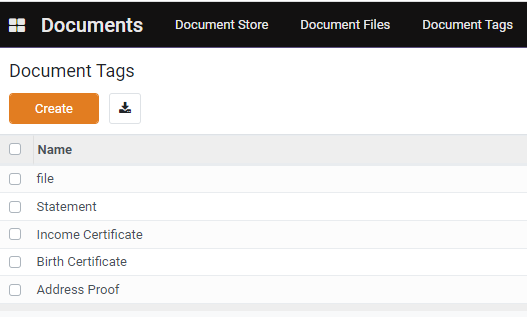 Documents Document Store Document Files Document Tags
Document Tags
Create
Name
file
Statement
Income Certificate
Birth Certificate
Address Proof